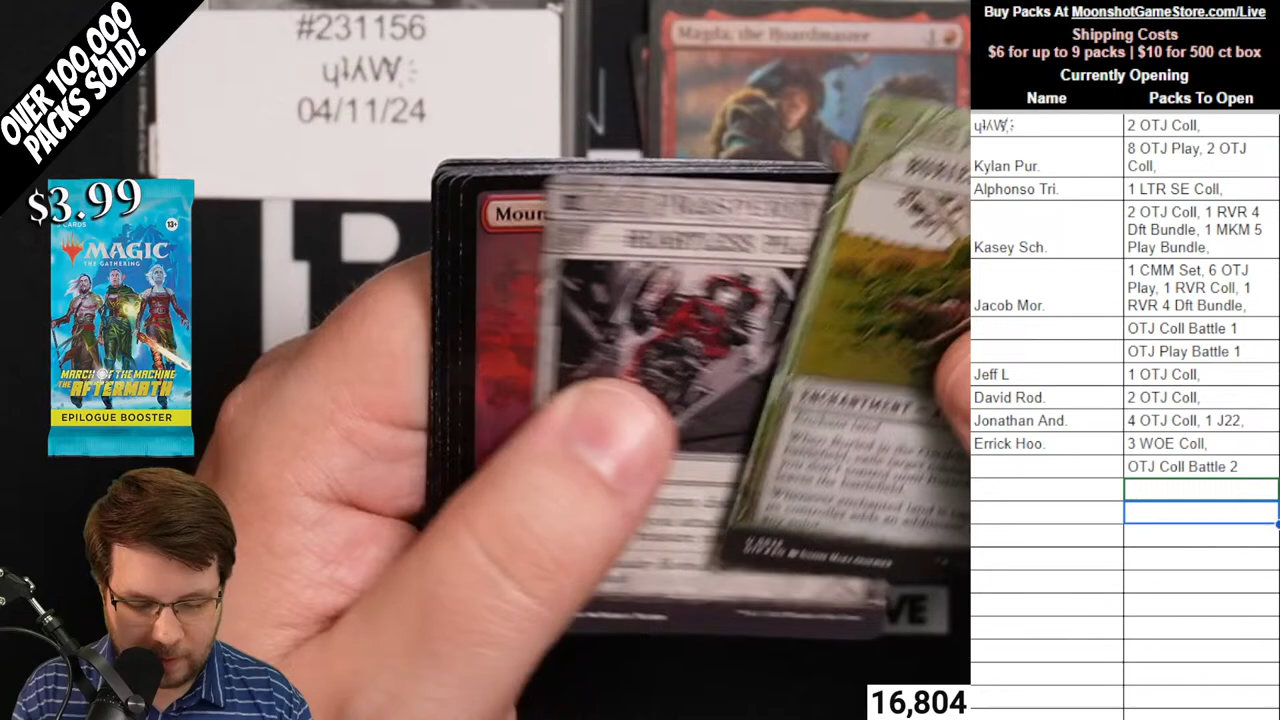 OVER 100,000
PACKS SOLD!
#231156
04/11/24
Magda, the Hoardmaster
$3.99
MAGIC
THE GATHERING
13+
MARCH OF THE MACHINE
THE AFTERMATH
EPILOGUE BOOSTER
Moun
ENCHANTMENT
16,804
Buy Packs At MoonshotGameStore.com/Live
Shipping Costs
$6 for up to 9 packs | $10 for 500 ct box
Currently Opening
Name Packs To Open
2 OTJ Coll,
Kylan Pur. 8 OTJ Play, 2 OTJ
Coll,
Alphonso Tri. 1 LTR SE Coll,
Kasey Sch. 2 OTJ Coll, 1 RVR 4
Dft Bundle, 1 MKM 5
Play Bundle,
Jacob Mor. 1 CMM Set, 6 OTJ
Play, 1 RVR Coll, 1
RVR 4 Dft Bundle,
OTJ Coll Battle 1
OTJ Play Battle 1
Jeff L 1 OTJ Coll,
David Rod. 2 OTJ Coll,
Jonathan And. 4 OTJ Coll, 1 J22,
Errick Hoo. 3 WOE Coll,
OTJ Coll Battle 2